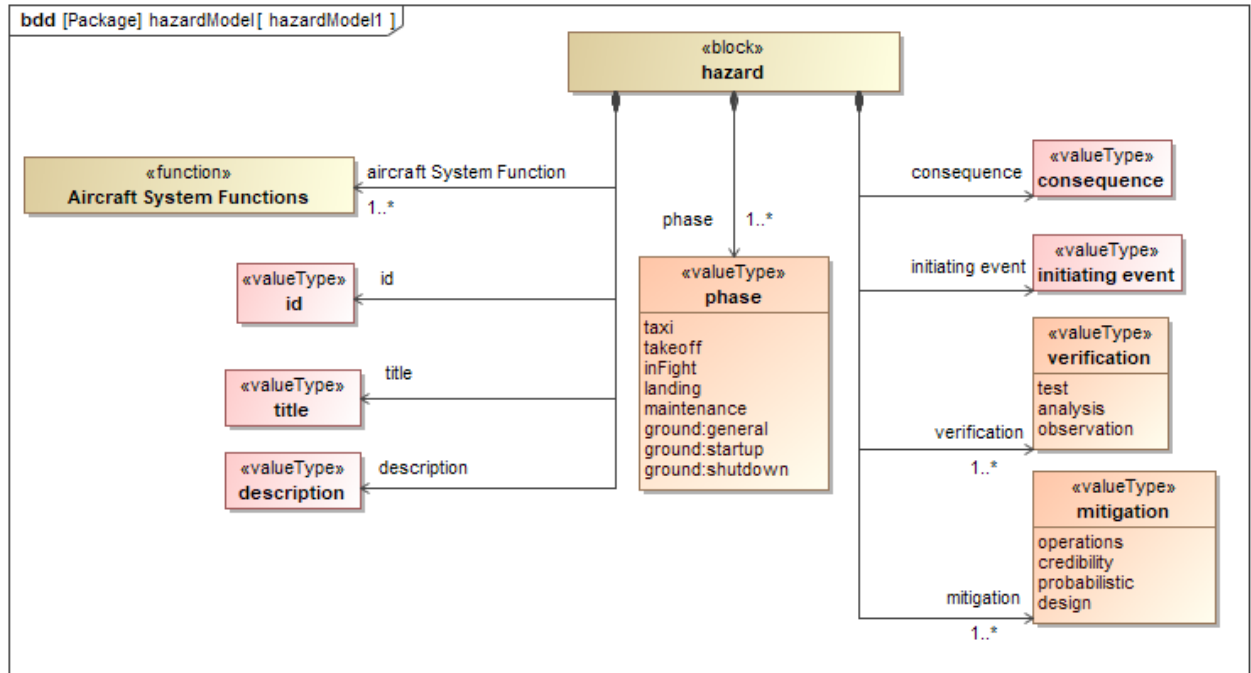 bdd [Package] hazardModel[ hazardModel1 ]
«block»
hazard
«function»
Aircraft System Functions
aircraft System Function
1..*
«valueType»
id
id
«valueType»
title
title
«valueType»
description
description
phase 1..*
«valueType»
phase
taxi
takeoff
inFight
landing
maintenance
ground:general
ground:startup
ground:shutdown
consequence
«valueType»
consequence
initiating event
«valueType»
initiating event
«valueType»
verification
test
analysis
observation
verification
1..*
«valueType»
mitigation
operations
credibility
probabilistic
design
mitigation
1..*